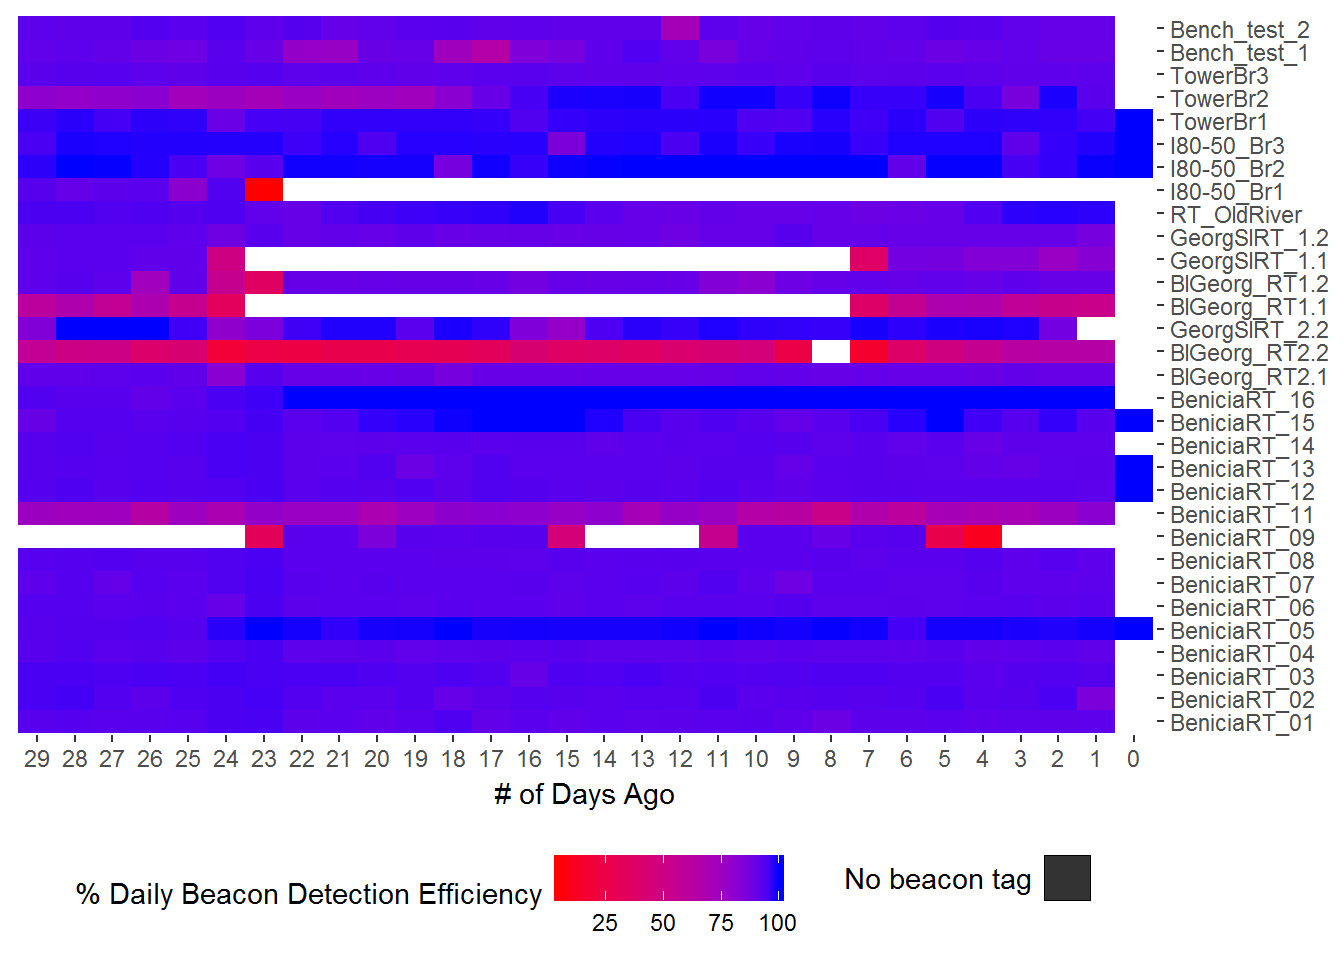 Bench_test_2
Bench_test_1
TowerBr3
TowerBr2
TowerBr1
I80-50_Br3
I80-50_Br2
I80-50_Br1
RT_OldRiver
GeorgSlRT_1.2
GeorgSlRT_1.1
BlGeorg_RT1.2
BlGeorg_RT1.1
GeorgSlRT_2.2
BlGeorg_RT2.2
BlGeorg_RT2.1
BeniciaRT_16
BeniciaRT_15
BeniciaRT_14
BeniciaRT_13
BeniciaRT_12
BeniciaRT_11
BeniciaRT_09
BeniciaRT_08
BeniciaRT_07
BeniciaRT_06
BeniciaRT_05
BeniciaRT_04
BeniciaRT_03
BeniciaRT_02
BeniciaRT_01
29 28 27 26 25 24 23 22 21 20 19 18 17 16 15 14 13 12 11 10 9 8 7 6 5 4 3 2 1 0
# of Days Ago
% Daily Beacon Detection Efficiency
25 50 75 100
No beacon tag